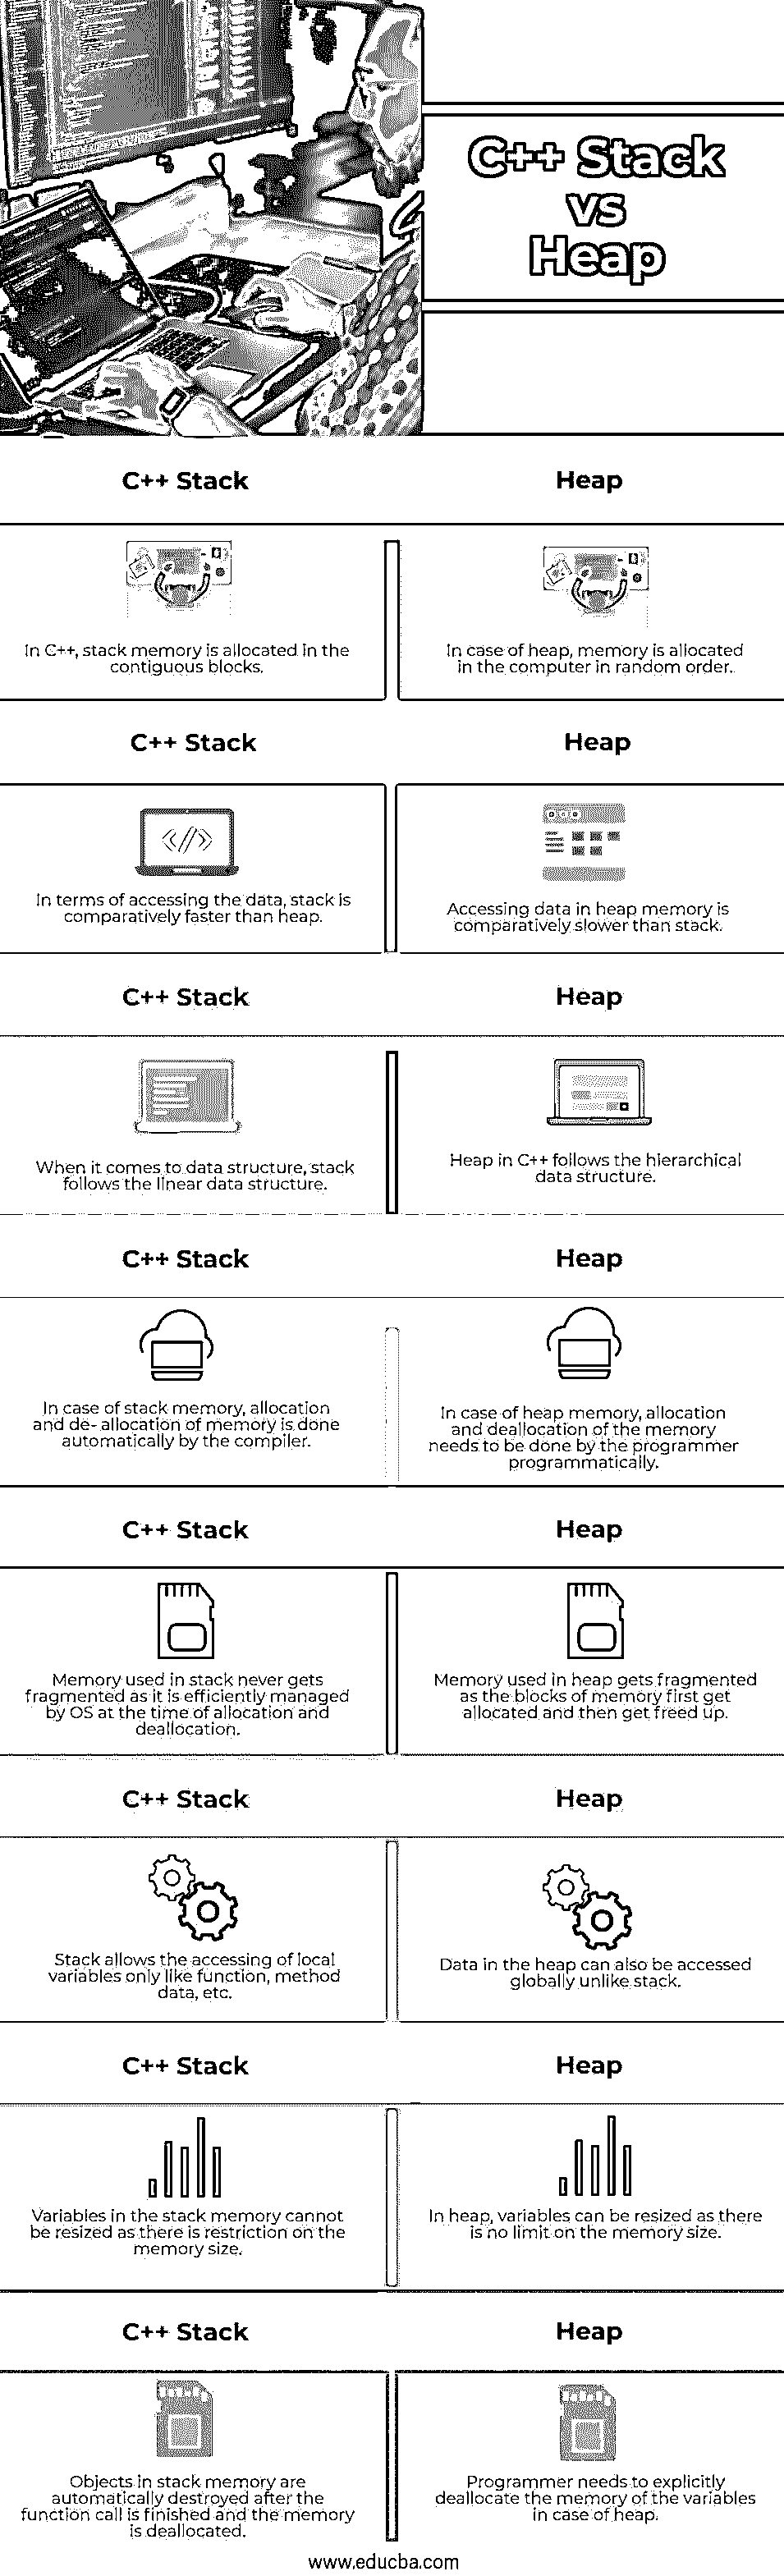 C++ Stack
vs
Heap
C++ Stack
Heap
In C++, stack memory is allocated in the
contiguous blocks.
In case of heap, memory is allocated
in the computer in random order.
C++ Stack
Heap
In terms of accessing the data, stack is
comparatively faster than heap.
Accessing data in heap memory is
comparatively slower than stack.
C++ Stack
Heap
When it comes to data structure, stack
follows the linear data structure.
Heap in C++ follows the hierarchical
data structure.
C++ Stack
Heap
In case of stack memory, allocation
and de- allocation of memory is done
automatically by the compiler.
In case of heap memory, allocation
and deallocation of the memory
needs to be done by the programmer
programmatically.
C++ Stack
Heap
Memory used in stack never gets
fragmented as it is efficiently managed
by OS at the time of allocation and
deallocation.
Memory used in heap gets fragmented
as the blocks of memory first get
allocated and then get freed up.
C++ Stack
Heap
Stack allows the accessing of local
variables only like function, method
data, etc.
Data in the heap can also be accessed
globally unlike stack.
C++ Stack
Heap
Variables in the stack memory cannot
be resized as there is restriction on the
memory size.
In heap, variables can be resized as there
is no limit on the memory size.
C++ Stack
Heap
Objects in stack memory are
automatically destroyed after the
function call is finished and the memory
is deallocated.
Programmer needs to explicitly
deallocate the memory of the variables
in case of heap.
www.educba.com